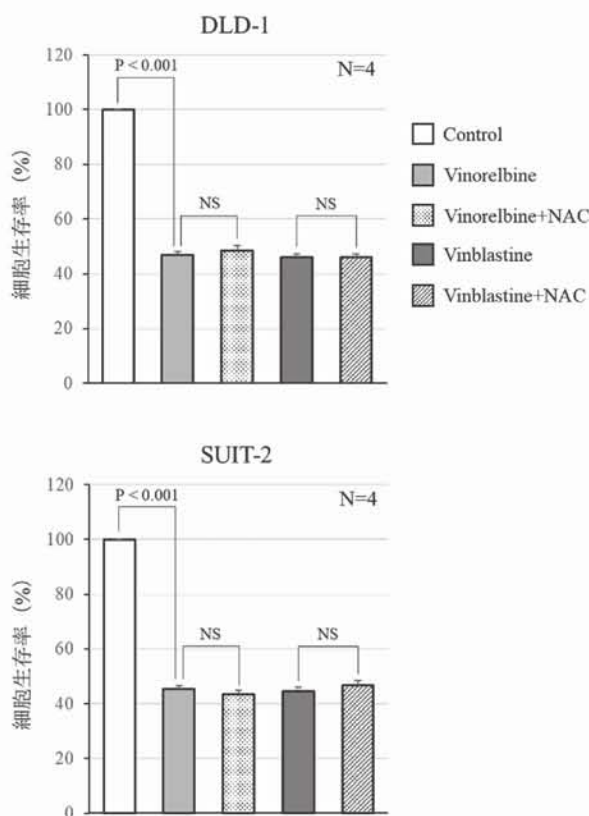 DLD-1
120
100
80
60
40
20
0
細胞生存率 (%)
P < 0.001
N=4
NS
NS
Control
Vinorelbine
Vinorelbine+NAC
Vinblastine
Vinblastine+NAC
SUIT-2
120
100
80
60
40
20
0
細胞生存率 (%)
P < 0.001
N=4
NS
NS